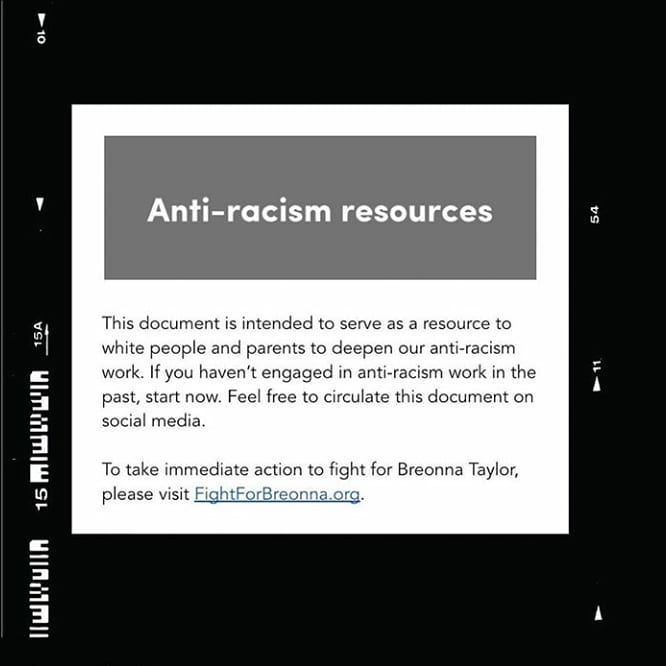 10
15A
15
54
11
Anti-racism resources
This document is intended to serve as a resource to
white people and parents to deepen our anti-racism
work. If you haven't engaged in anti-racism work in the
past, start now. Feel free to circulate this document on
social media.
To take immediate action to fight for Breonna Taylor,
please visit FightForBreonna.org.